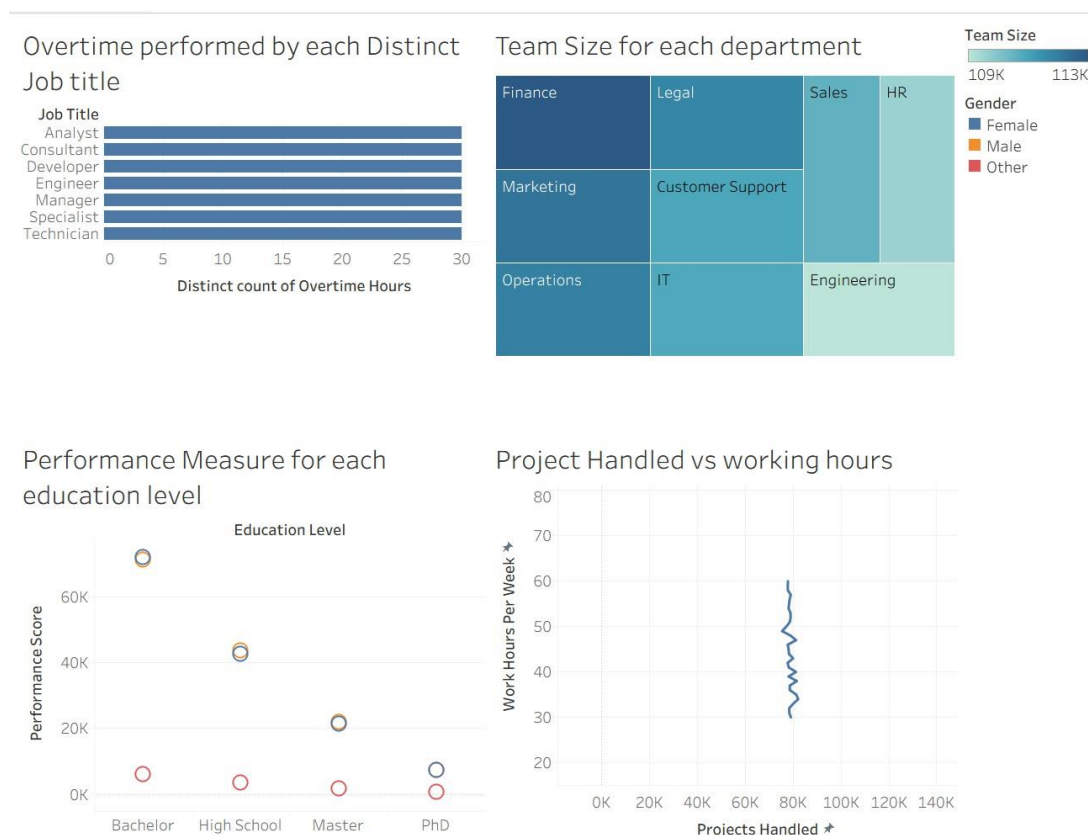 Overtime performed by each Distinct
Job title
Job Title
Analyst
Consultant
Developer
Engineer
Manager
Specialist
Technician
0 5 10 15 20 25 30
Distinct count of Overtime Hours
Team Size for each department
Finance
Legal
Sales
HR
Marketing
Customer Support
Operations
IT
Engineering
Team Size
109K 113K
Gender
Female
Male
Other
Performance Measure for each
education level
Education Level
Performance Score
60K
40K
20K
0K
Bachelor High School Master PhD
Project Handled vs working hours
Work Hours Per Week
80
70
60
50
40
30
20
0K 20K 40K 60K 80K 100K 120K 140K
Projects Handled